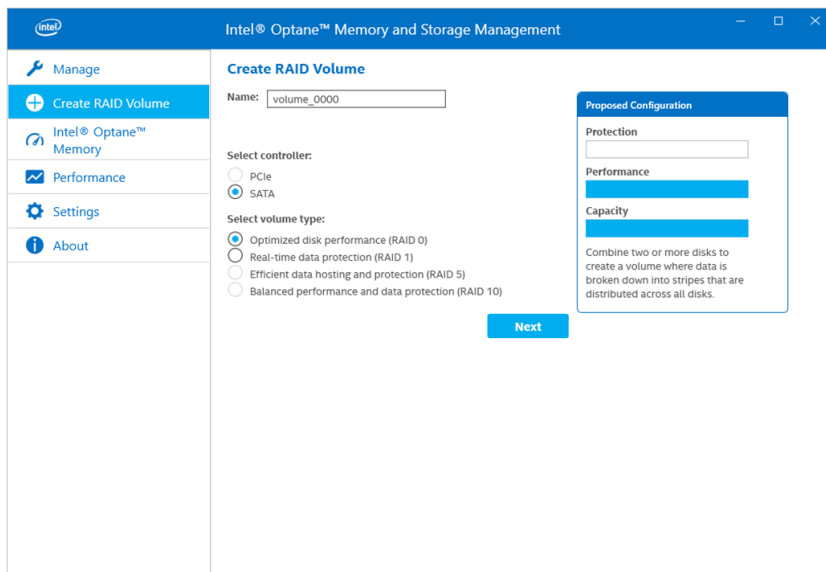 intel
Intel® Optane™ Memory and Storage Management
Manage
Create RAID Volume
Intel® Optane™
Memory
Performance
Settings
About
Create RAID Volume
Name: volume_0000
Select controller:
PCIe
SATA
Select volume type:
Optimized disk performance (RAID 0)
Real-time data protection (RAID 1)
Efficient data hosting and protection (RAID 5)
Balanced performance and data protection (RAID 10)
Next
Proposed Configuration
Protection
Performance
Capacity
Combine two or more disks to
create a volume where data is
broken down into stripes that are
distributed across all disks.